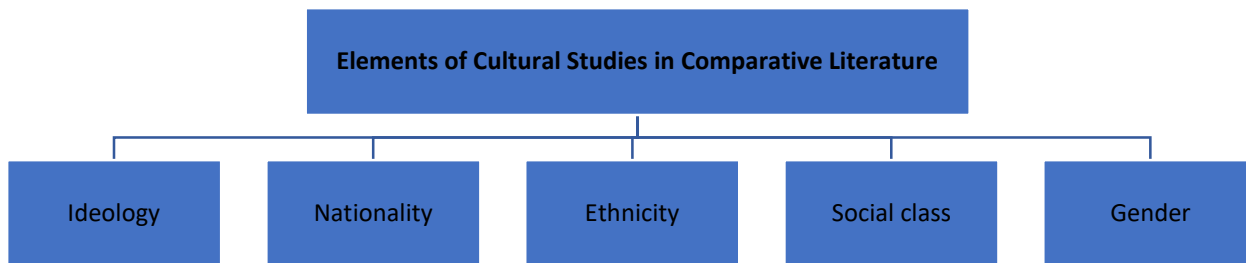 Elements of Cultural Studies in Comparative Literature
Ideology
Nationality
Ethnicity
Social class
Gender